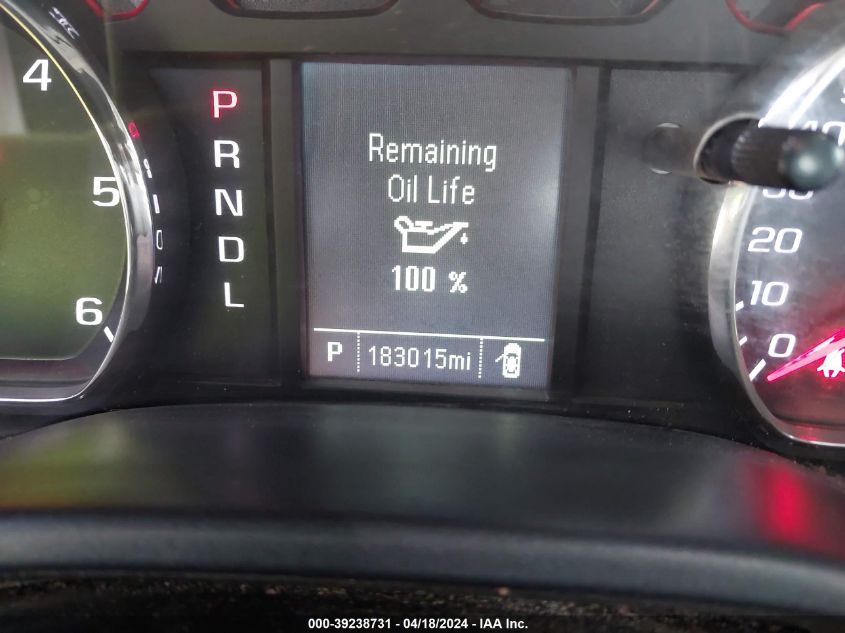 4
5
6
P
R
N
D
L
Remaining
Oil Life
100 %
P 183015mi
20
10
0
000-39238731 - 04/18/2024 - IAA Inc.